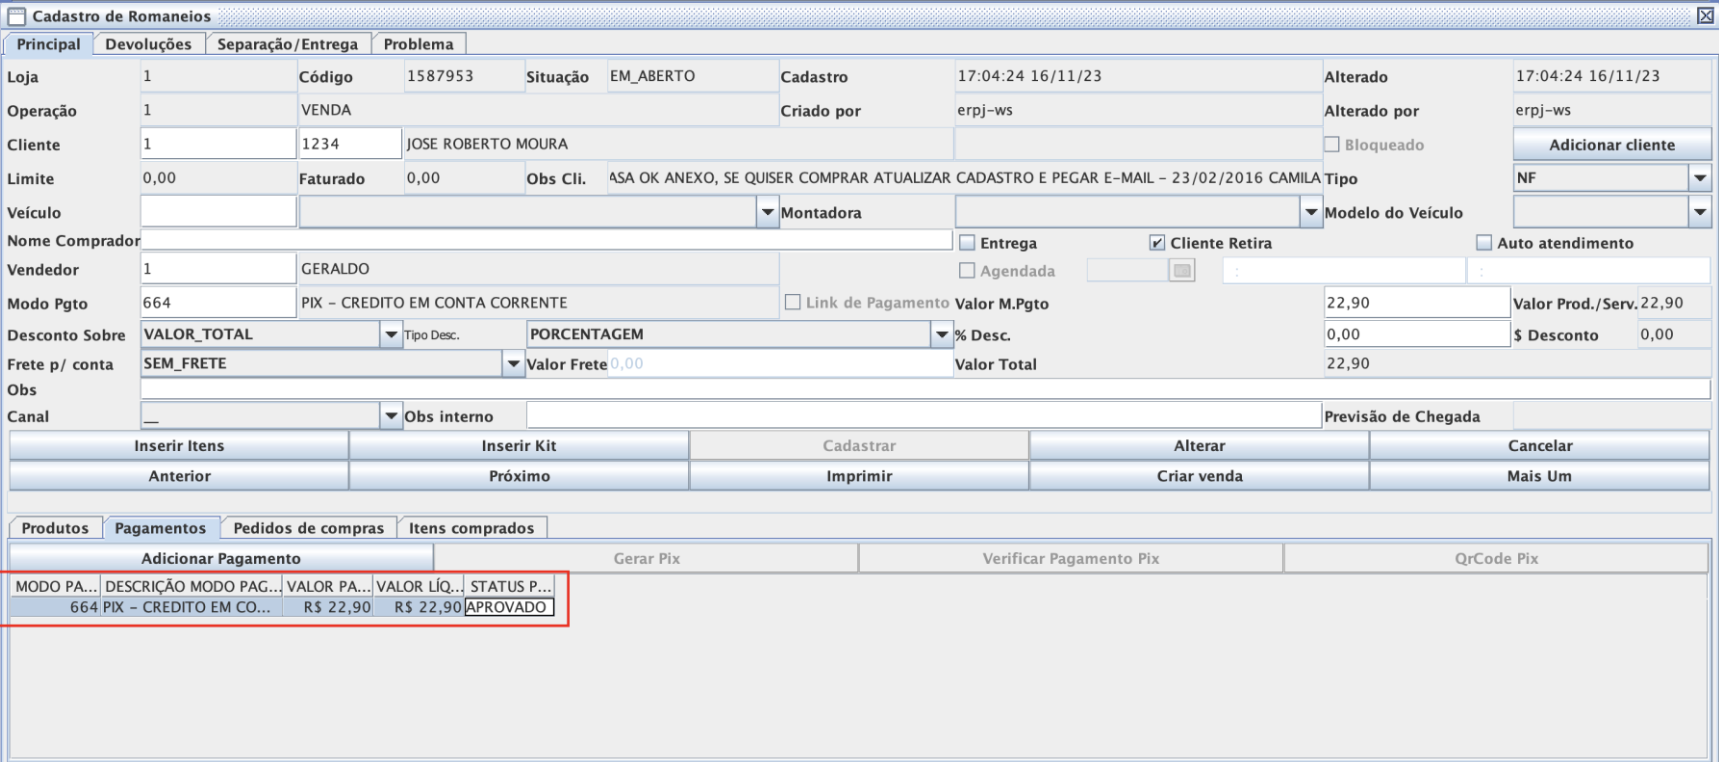 Cadastro de Romaneios
Principal Devoluções Separação/Entrega Problema
Loja 1 Código 1587953 Situação EM_ABERTO Cadastro 17:04:24 16/11/23 Alterado 17:04:24 16/11/23
Operação 1 VENDA Criado por erpj-ws Alterado por erpj-ws
Cliente 1 1234 JOSE ROBERTO MOURA Bloqueado Adicionar cliente
Limite 0,00 Faturado 0,00 Obs Cli. ASA OK ANEXO, SE QUISER COMPRAR ATUALIZAR CADASTRO E PEGAR E-MAIL - 23/02/2016 CAMILA Tipo NF
Veículo Montadora Modelo do Veículo
Nome Comprador Entrega Cliente Retira Auto atendimento
Vendedor 1 GERALDO Agendada : :
Modo Pgto 664 PIX - CREDITO EM CONTA CORRENTE Link de Pagamento Valor M.Pgto 22,90 Valor Prod./Serv. 22,90
Desconto Sobre VALOR_TOTAL Tipo Desc. PORCENTAGEM % Desc. 0,00 $ Desconto 0,00
Frete p/ conta SEM_FRETE Valor Frete 0,00 Valor Total 22,90
Obs
Canal __ Obs interno Previsão de Chegada
Inserir Itens Inserir Kit Cadastrar Alterar Cancelar
Anterior Próximo Imprimir Criar venda Mais Um
Produtos Pagamentos Pedidos de compras Itens comprados
Adicionar Pagamento Gerar Pix Verificar Pagamento Pix QrCode Pix
MODO PA... DESCRIÇÃO MODO PAG... VALOR PA... VALOR LÍQ... STATUS P...
664 PIX - CREDITO EM CO... R$ 22,90 R$ 22,90 APROVADO